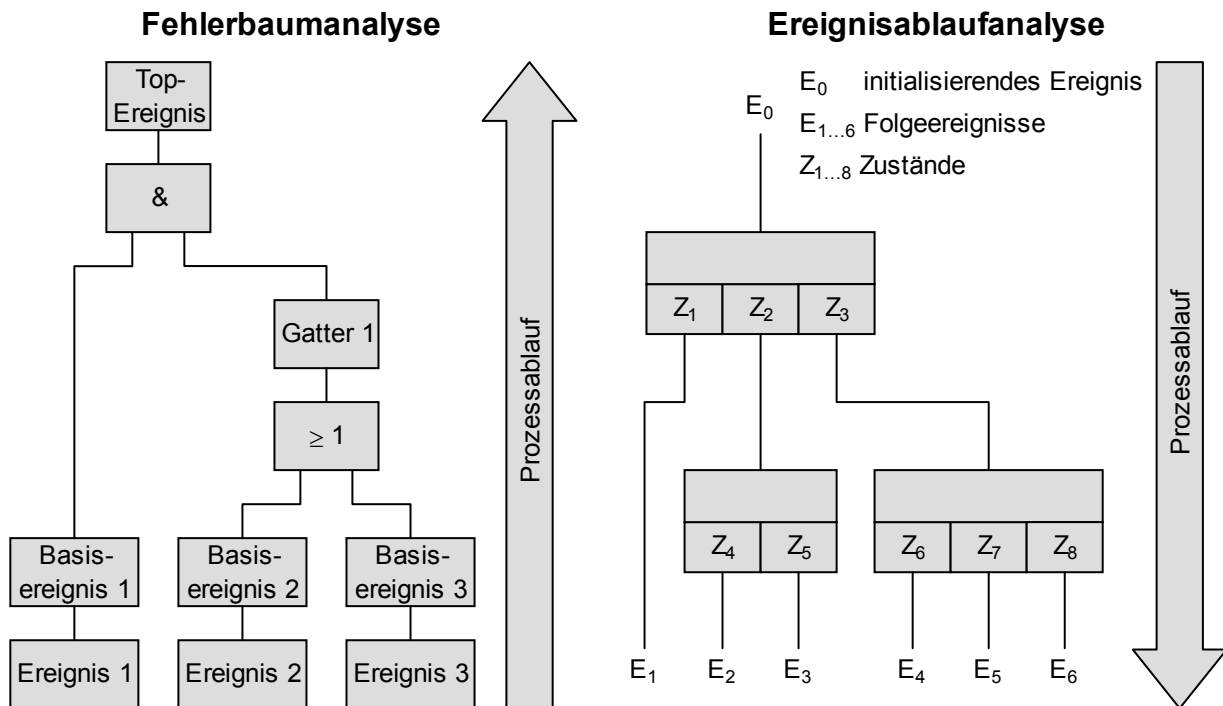 Fehlerbaumanalyse
Top-
Ereignis
&
Gatter 1
≥ 1
Basis-
ereignis 1
Basis-
ereignis 2
Basis-
ereignis 3
Ereignis 1
Ereignis 2
Ereignis 3
Prozessablauf
Ereignisablaufanalyse
E₀ initialisierendes Ereignis
E₁...₆ Folgeereignisse
Z₁...₈ Zustände
E₀
Z₁ Z₂ Z₃
Z₄ Z₅
Z₆ Z₇ Z₈
E₁ E₂ E₃ E₄ E₅ E₆
Prozessablauf